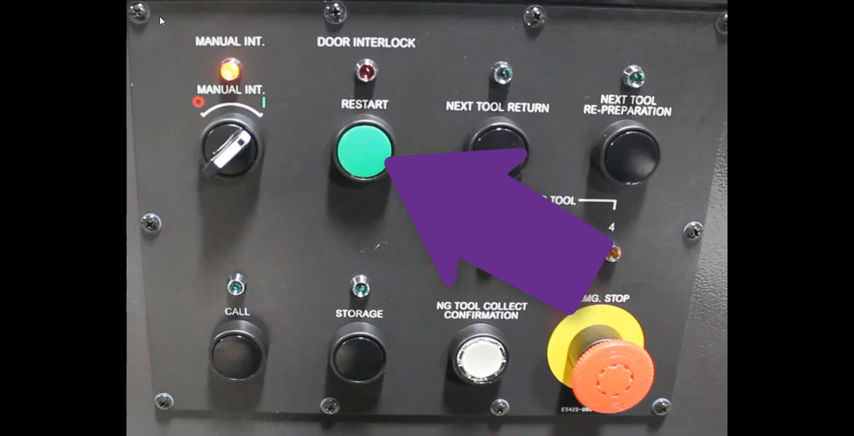 MANUAL INT.
DOOR INTERLOCK
MANUAL INT.
RESTART
NEXT TOOL RETURN
NEXT TOOL
RE-PREPARATION
TOOL
4
CALL
STORAGE
NG TOOL COLLECT
CONFIRMATION
MG. STOP